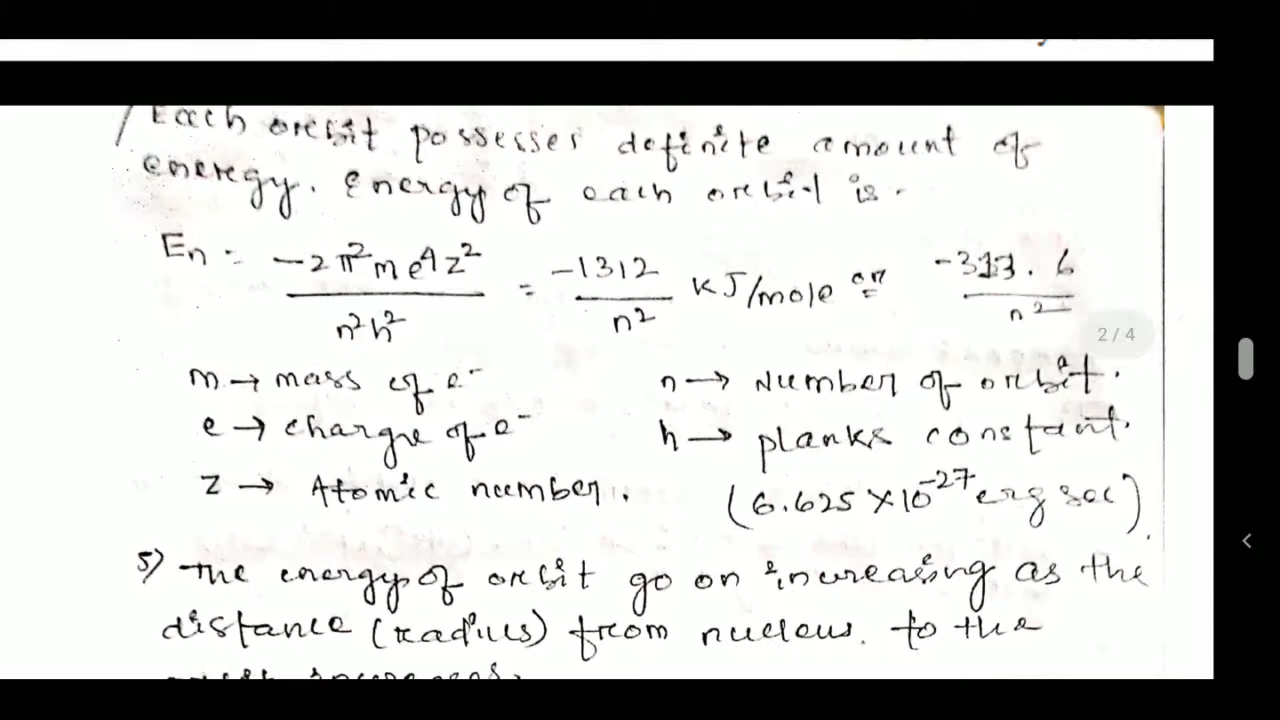 Each orbit possesses definite amount of
energy. Energy of each orbit is.
En = -2π²me⁴z² / n²h² = -1312 / n² KJ/mole or / n²
2 / 4
m → mass of e⁻ n → Number of orbit.
e → charge of e⁻ h → planks constant.
z → Atomic number. (6.625 × 10⁻²⁷ erg sec)
5) The energy of orbit go on increasing as the
distance (radius) from nucleus. to the